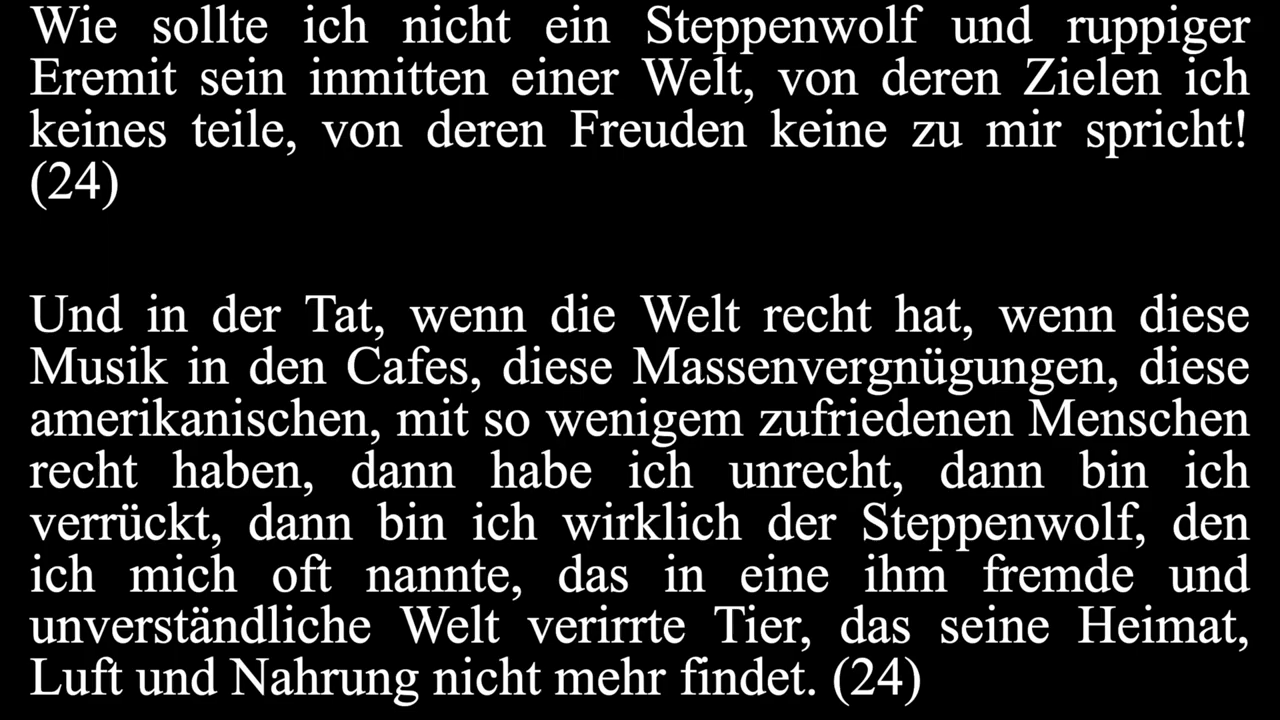 Wie sollte ich nicht ein Steppenwolf und ruppiger
Eremit sein inmitten einer Welt, von deren Zielen ich
keines teile, von deren Freuden keine zu mir spricht!
(24)
Und in der Tat, wenn die Welt recht hat, wenn diese
Musik in den Cafes, diese Massenvergnügungen, diese
amerikanischen, mit so wenigem zufriedenen Menschen
recht haben, dann habe ich unrecht, dann bin ich
verrückt, dann bin ich wirklich der Steppenwolf, den
ich mich oft nannte, das in eine ihm fremde und
unverständliche Welt verirrte Tier, das seine Heimat,
Luft und Nahrung nicht mehr findet. (24)